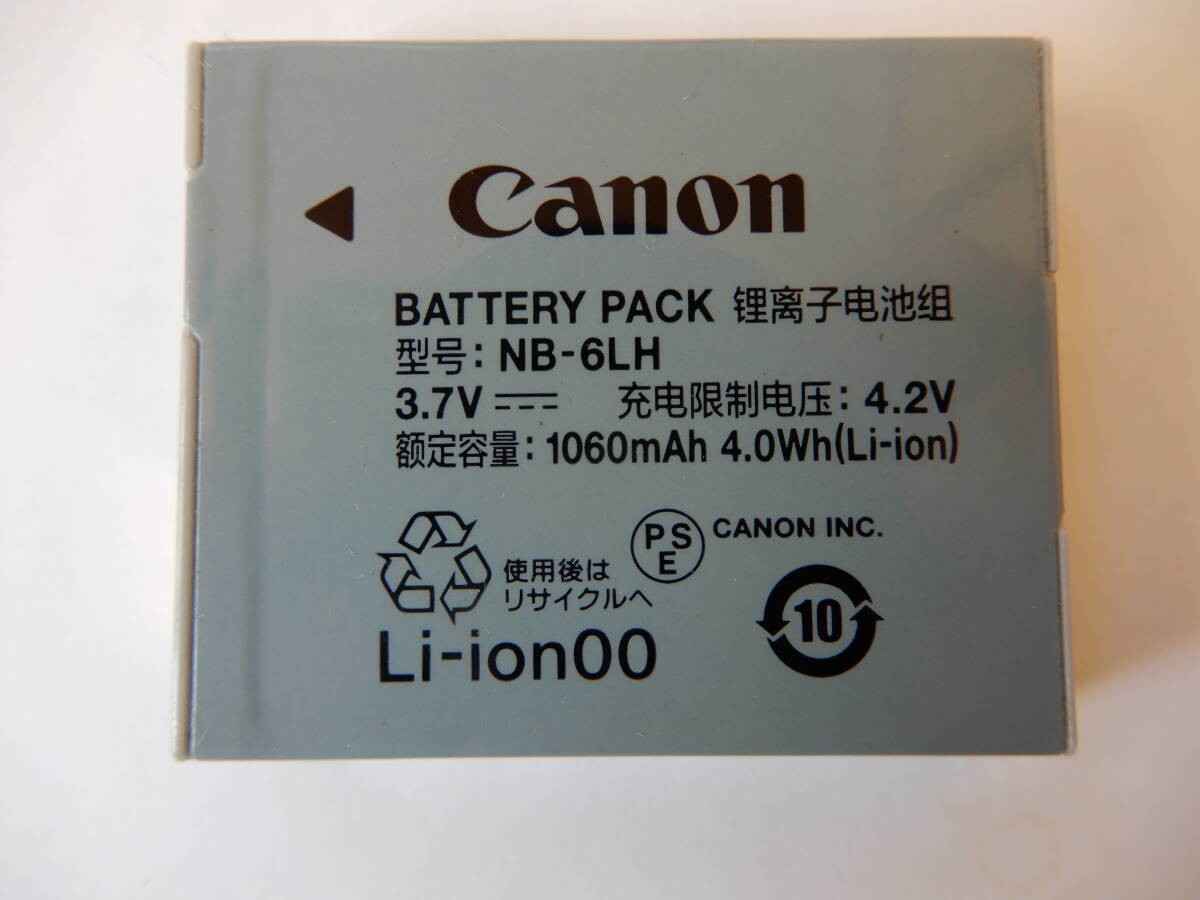 Canon
BATTERY PACK 锂离子电池组
型号: NB-6LH
3.7V 充电限制电压: 4.2V
额定容量: 1060mAh 4.0Wh(Li-ion)
PSE CANON INC.
使用後は
リサイクルへ
10
Li-ion00